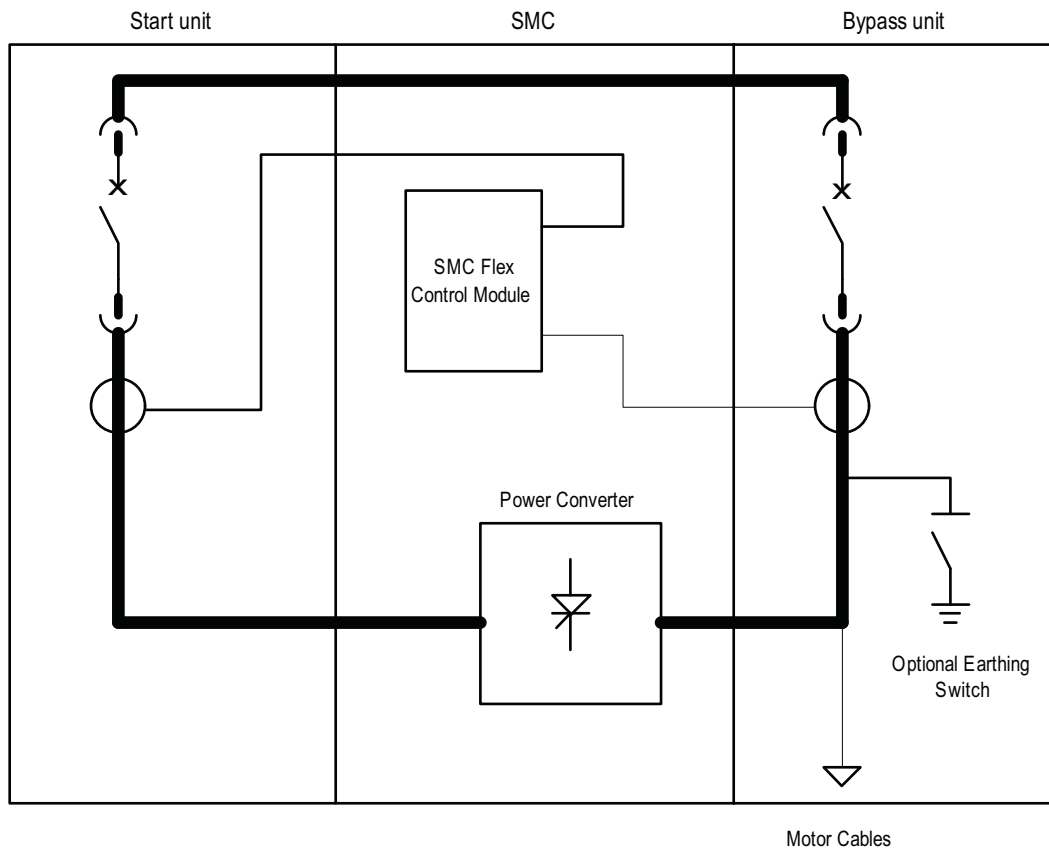 Start unit
SMC
Bypass unit
SMC Flex
Control Module
Power Converter
Optional Earthing
Switch
Motor Cables